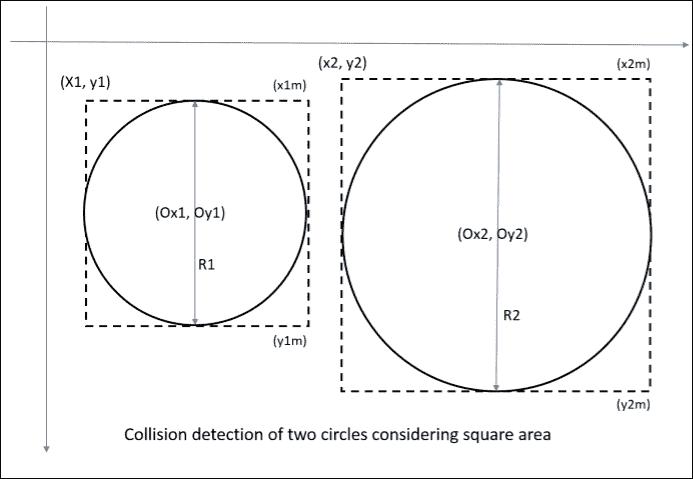 (x2, y2)
(x2m)
(X1, y1)
(x1m)
(Ox1, Oy1)
(Ox2, Oy2)
R1
R2
(y1m)
(y2m)
Collision detection of two circles considering square area